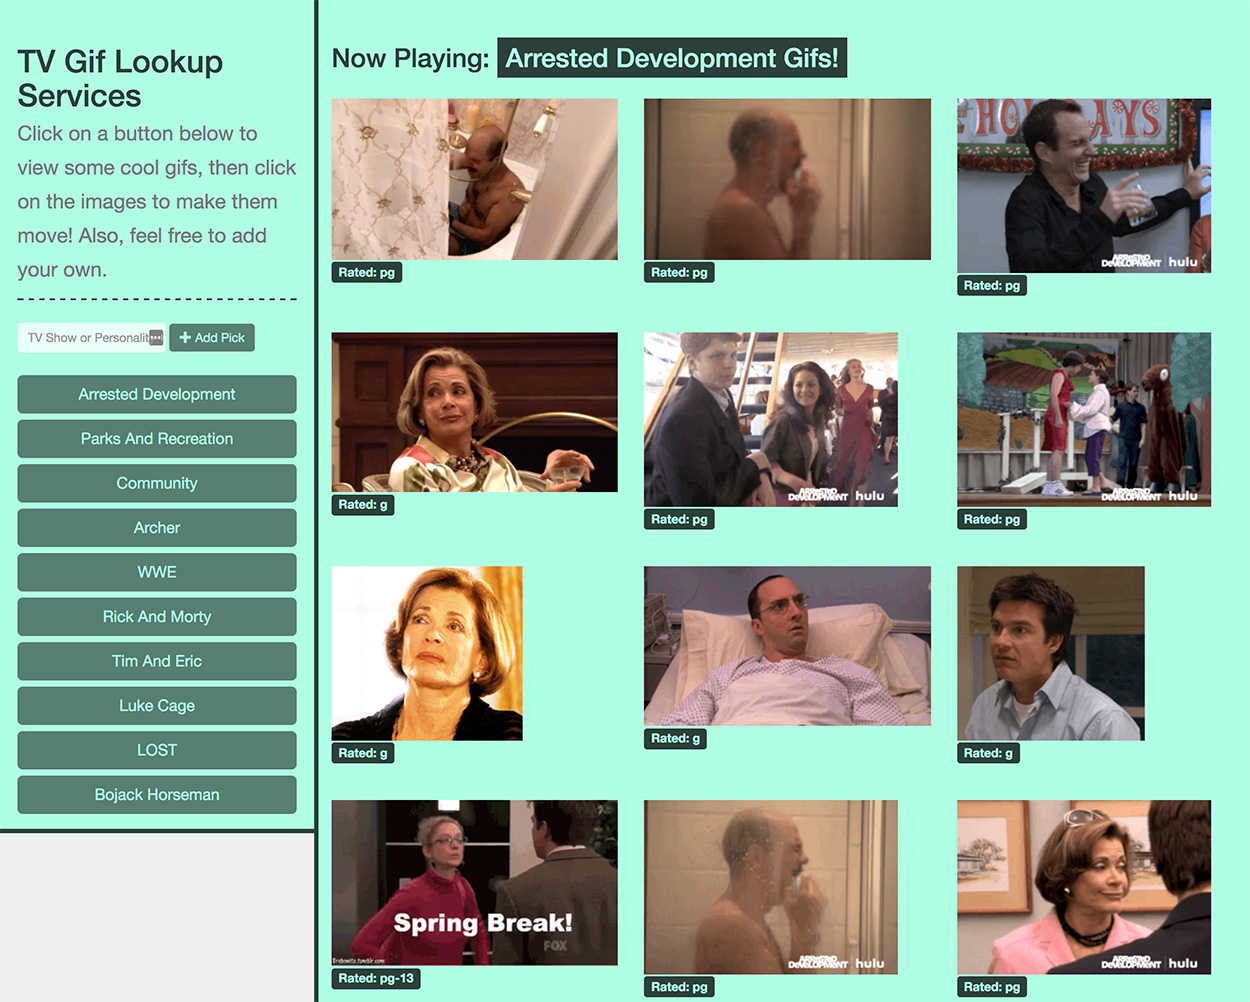 TV Gif Lookup
Services
Click on a button below to
view some cool gifs, then click
on the images to make them
move! Also, feel free to add
your own.
TV Show or Personalit
Add Pick
Arrested Development
Parks And Recreation
Community
Archer
WWE
Rick And Morty
Tim And Eric
Luke Cage
LOST
Bojack Horseman
Now Playing: Arrested Development Gifs!
HO AYS
ARRESTED
DEVELOPMENT | hulu
Rated: pg
Rated: pg
Rated: pg
ARRESTED
DEVELOPMENT hulu
ARRESTED
DEVELOPMENT | hulu
Rated: g
Rated: pg
Rated: pg
Rated: g
Rated: g
Rated: g
Spring Break!
FOX
ARRESTED
DEVELOPMENT | hulu
ARRESTED
DEVELOPMENT | hulu
Rated: pg-13
Rated: pg
Rated: pg